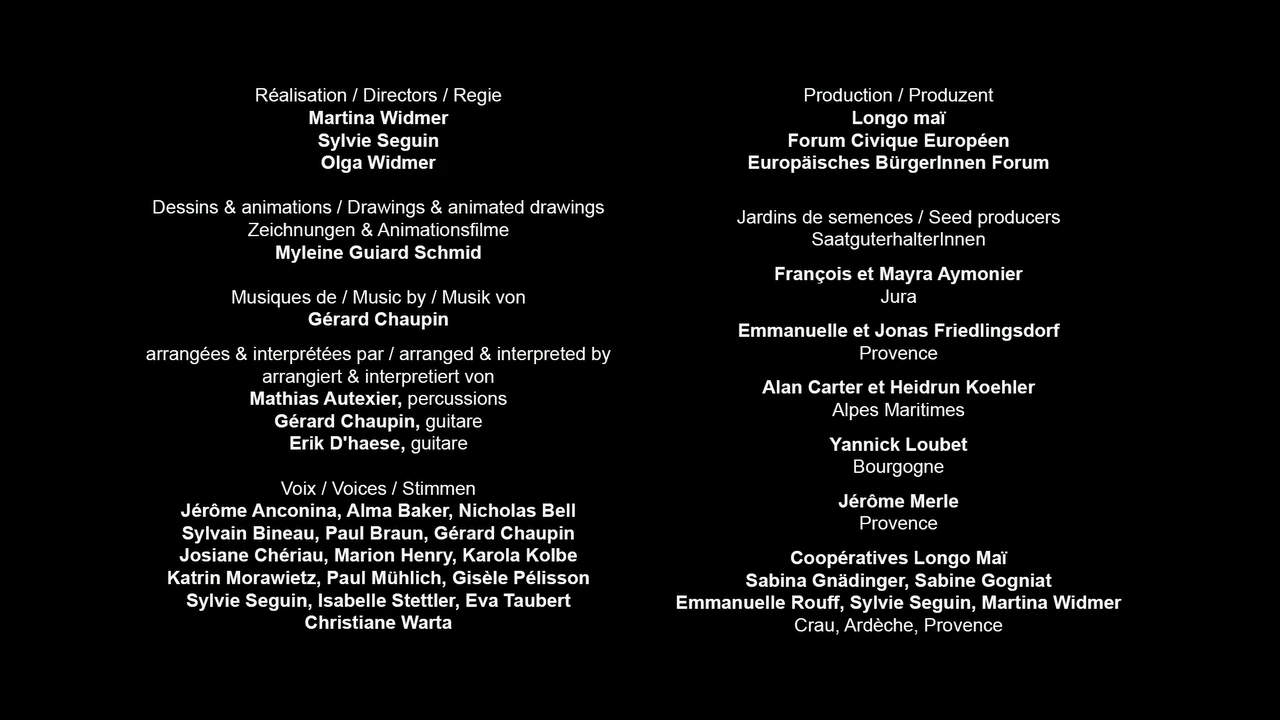 Réalisation / Directors / Regie
Martina Widmer
Sylvie Seguin
Olga Widmer
Dessins & animations / Drawings & animated drawings
Zeichnungen & Animationsfilme
Myleine Guiard Schmid
Musiques de / Music by / Musik von
Gérard Chaupin
arrangées & interprétées par / arranged & interpreted by
arrangiert & interpretiert von
Mathias Autexier, percussions
Gérard Chaupin, guitare
Erik D'haese, guitare
Voix / Voices / Stimmen
Jérôme Anconina, Alma Baker, Nicholas Bell
Sylvain Bineau, Paul Braun, Gérard Chaupin
Josiane Chériau, Marion Henry, Karola Kolbe
Katrin Morawietz, Paul Mühlich, Gisèle Pélisson
Sylvie Seguin, Isabelle Stettler, Eva Taubert
Christiane Warta
Production / Produzent
Longo maï
Forum Civique Européen
Europäisches BürgerInnen Forum
Jardins de semences / Seed producers
SaatguterhalterInnen
François et Mayra Aymonier
Jura
Emmanuelle et Jonas Friedlingsdorf
Provence
Alan Carter et Heidrun Koehler
Alpes Maritimes
Yannick Loubet
Bourgogne
Jérôme Merle
Provence
Coopératives Longo Maï
Sabina Gnädinger, Sabine Gogniat
Emmanuelle Rouff, Sylvie Seguin, Martina Widmer
Crau, Ardèche, Provence